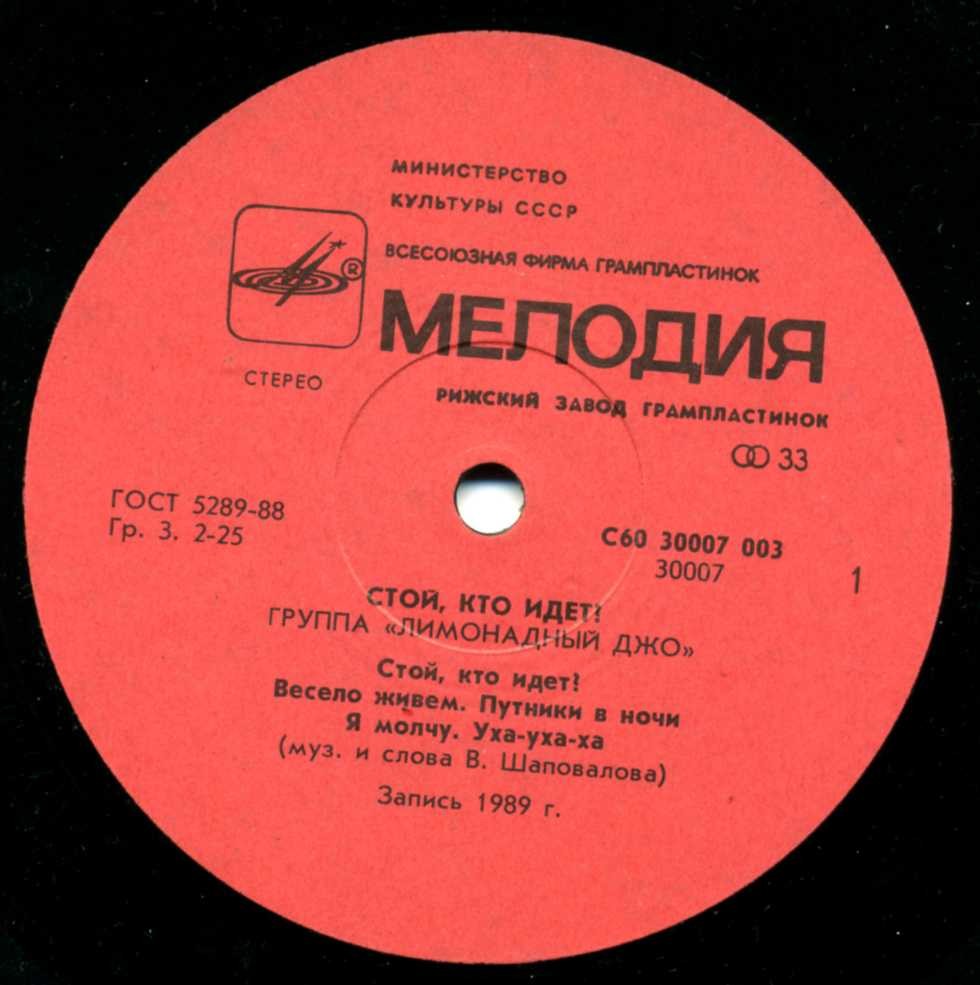 МИНИСТЕРСТВО
КУЛЬТУРЫ СССР
ВСЕСОЮЗНАЯ ФИРМА ГРАМПЛАСТИНОК
®
МЕЛОДИЯ
СТЕРЕО
РИЖСКИЙ ЗАВОД ГРАМПЛАСТИНОК
33
ГОСТ 5289-88
Гр. 3. 2-25
С60 30007 003
30007
1
СТОЙ, КТО ИДЕТ?
ГРУППА «ЛИМОНАДНЫЙ ДЖО»
Стой, кто идет?
Весело живем. Путники в ночи
Я молчу. Уха-уха-ха
(муз. и слова В. Шаповалова)
Запись 1989 г.